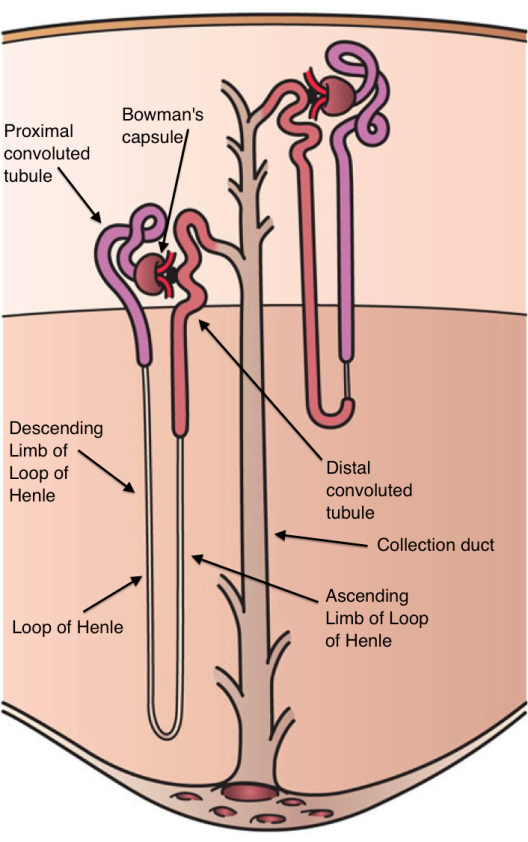 Bowman's
capsule
Proximal
convoluted
tubule
Descending
Limb of
Loop of
Henle
Distal
convoluted
tubule
Collection duct
Ascending
Limb of Loop
of Henle
Loop of Henle